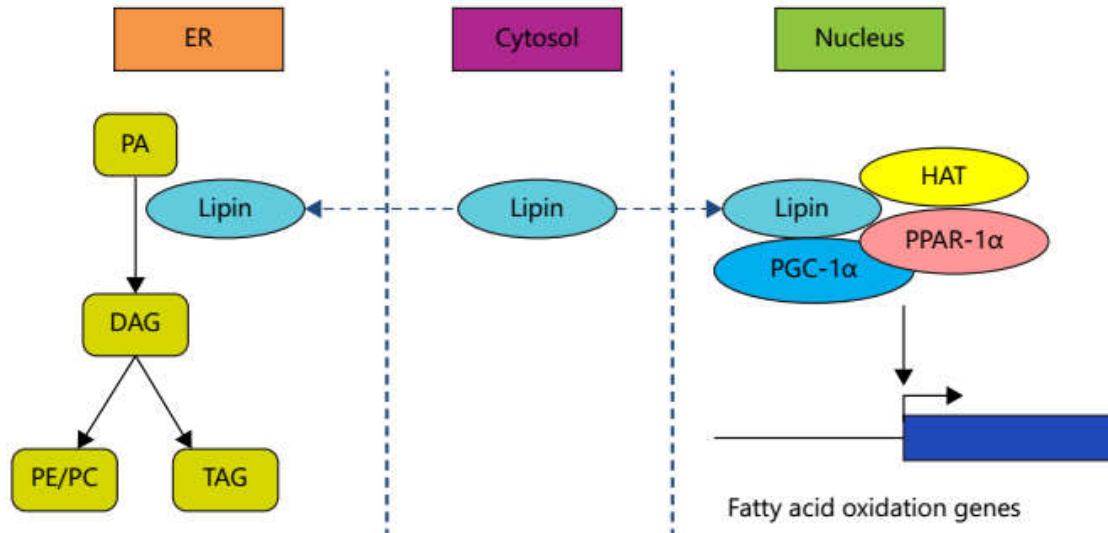 ER
Cytosol
Nucleus
PA
HAT
Lipin
Lipin
Lipin
PPAR-1α
PGC-1α
DAG
PE/PC
TAG
Fatty acid oxidation genes